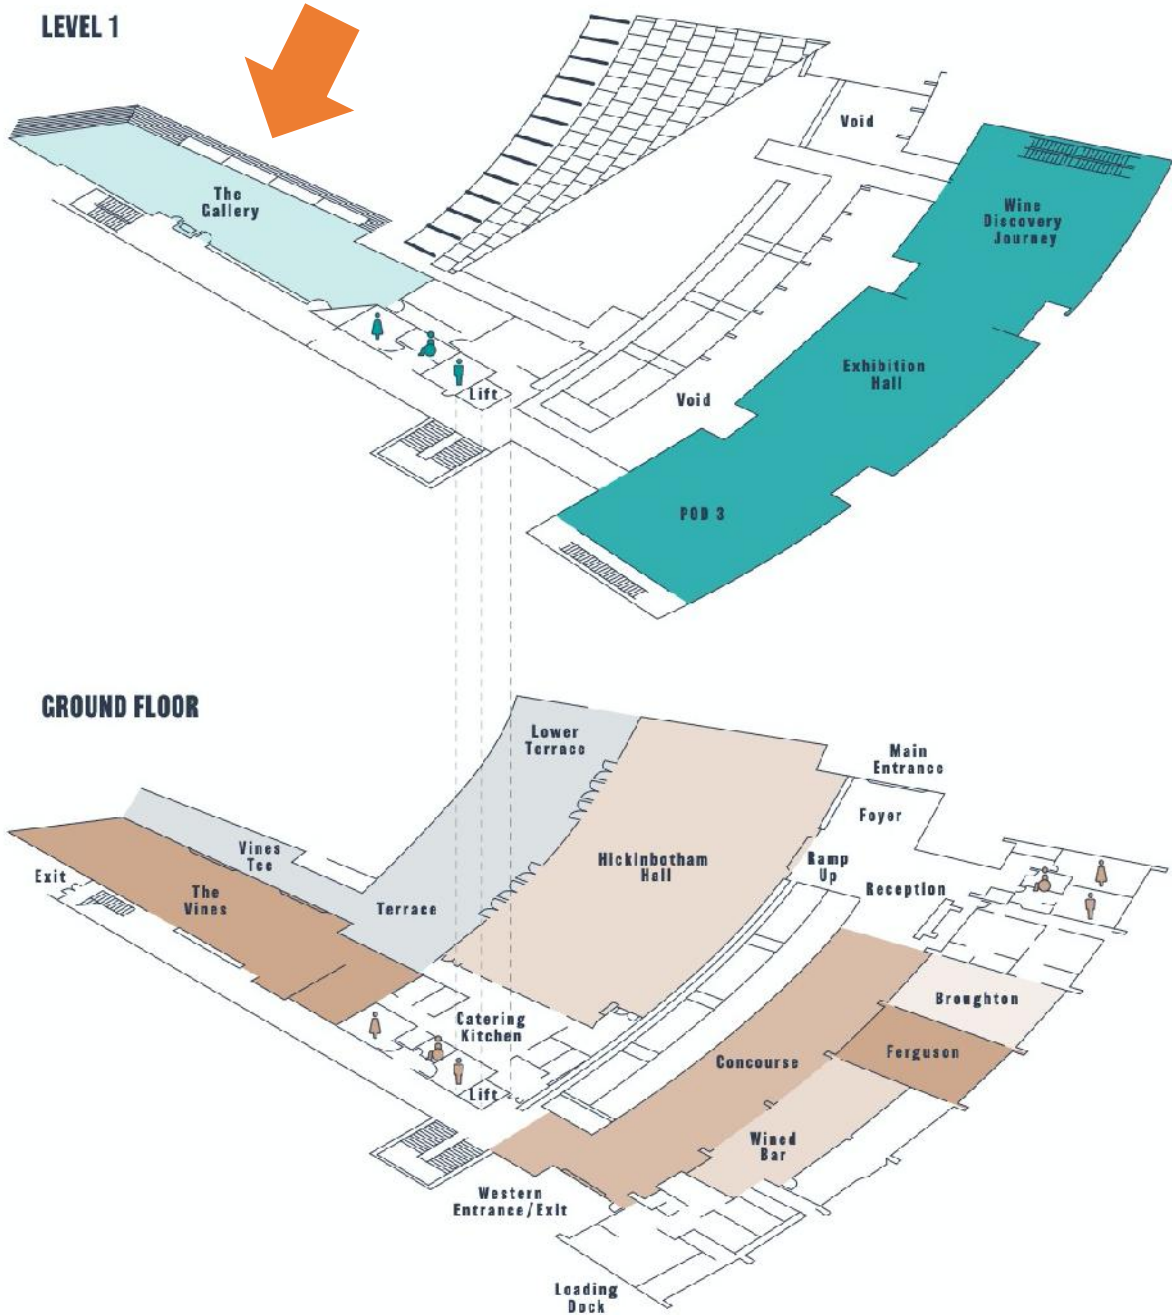 LEVEL 1
Void
The
Gallery
Wine
Discovery
Journey
Exhibition
Hall
Lift
Void
POD 3
GROUND FLOOR
Lower
Terrace
Main
Entrance
Foyer
Vines
Tce
Hickinbotham
Hall
Ramp
Up
Exit
The
Vines
Reception
Terrace
Broughton
Catering
Kitchen
Ferguson
Concourse
Lift
Wined
Bar
Western
Entrance/Exit
Loading
Dock